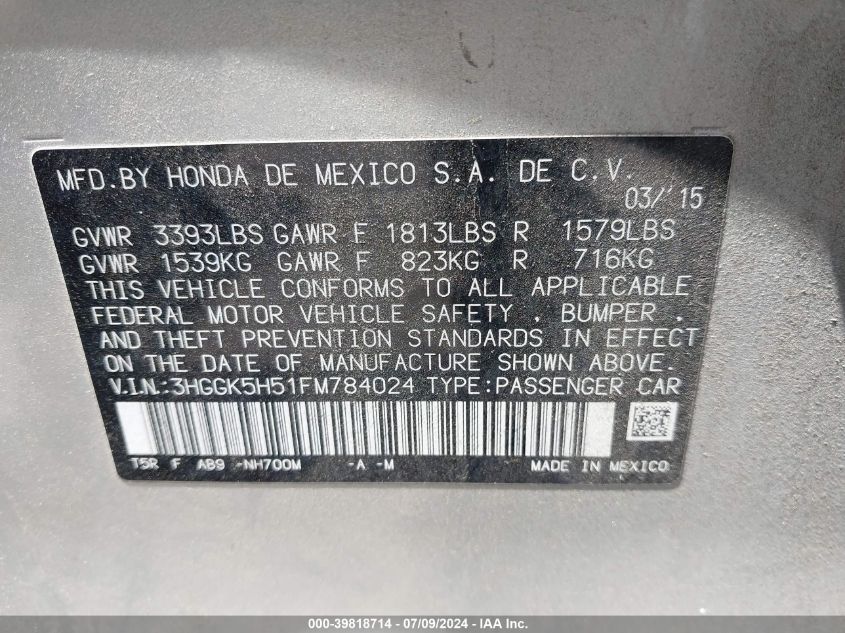 MFD.BY HONDA DE MEXICO S.A. DE C.V.
03/'15
GVWR 3393LBS GAWR F 1813LBS R 1579LBS
GVWR 1539KG GAWR F 823KG R 716KG
THIS VEHICLE CONFORMS TO ALL APPLICABLE
FEDERAL MOTOR VEHICLE SAFETY , BUMPER ,
AND THEFT PREVENTION STANDARDS IN EFFECT
ON THE DATE OF MANUFACTURE SHOWN ABOVE.
V.I.N.:3HGGK5H51FM784024 TYPE:PASSENGER CAR
T5R F AB9 -NH700M -A -M MADE IN MEXICO
000-39818714 - 07/09/2024 - IAA Inc.